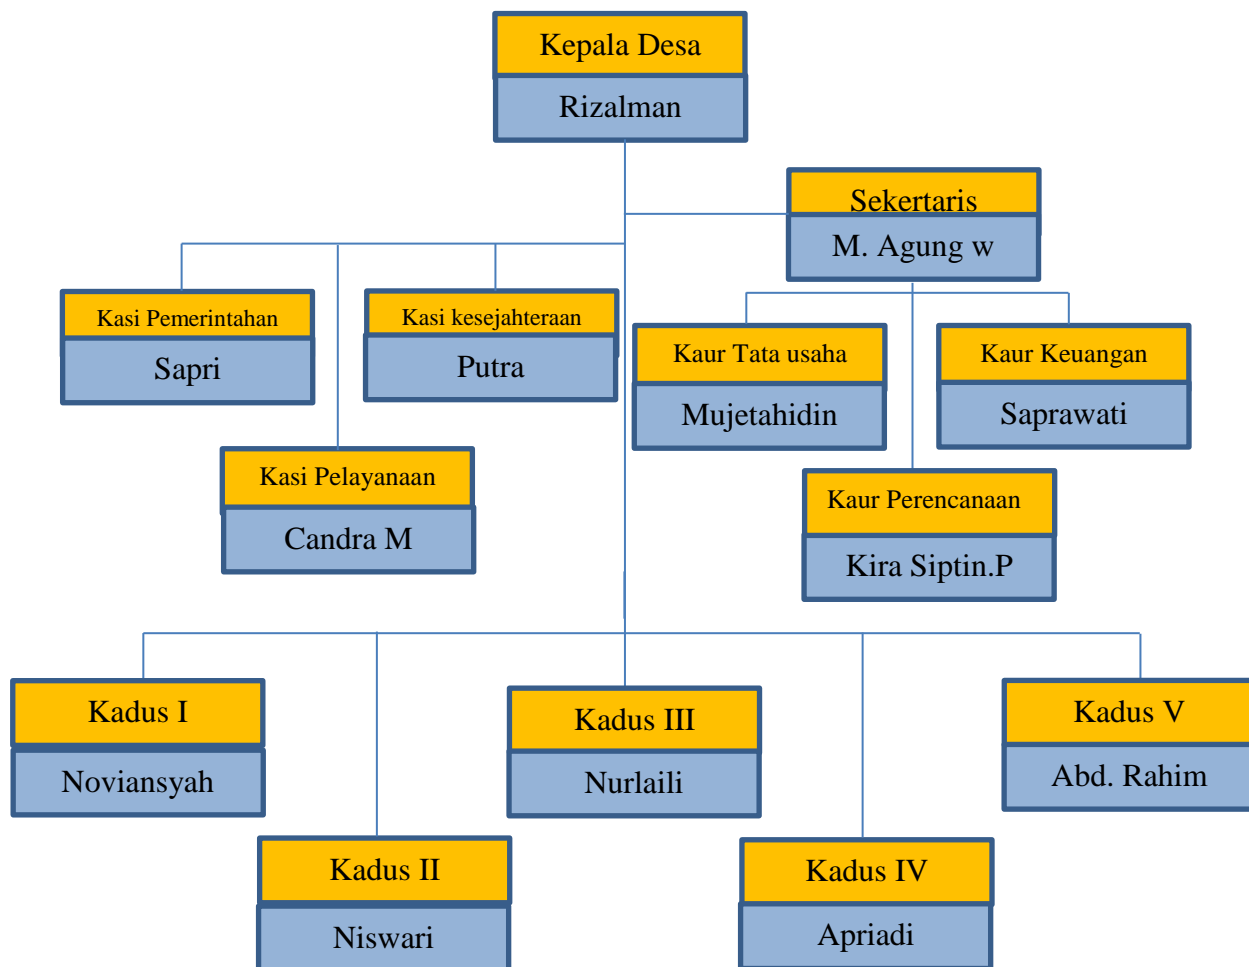 Kepala Desa
Rizalman
Sekertaris
M. Agung w
Kasi Pemerintahan
Sapri
Kasi kesejahteraan
Putra
Kaur Tata usaha
Mujetahidin
Kaur Keuangan
Saprawati
Kasi Pelayanaan
Candra M
Kaur Perencanaan
Kira Siptin.P
Kadus I
Noviansyah
Kadus III
Nurlaili
Kadus V
Abd. Rahim
Kadus II
Niswari
Kadus IV
Apriadi